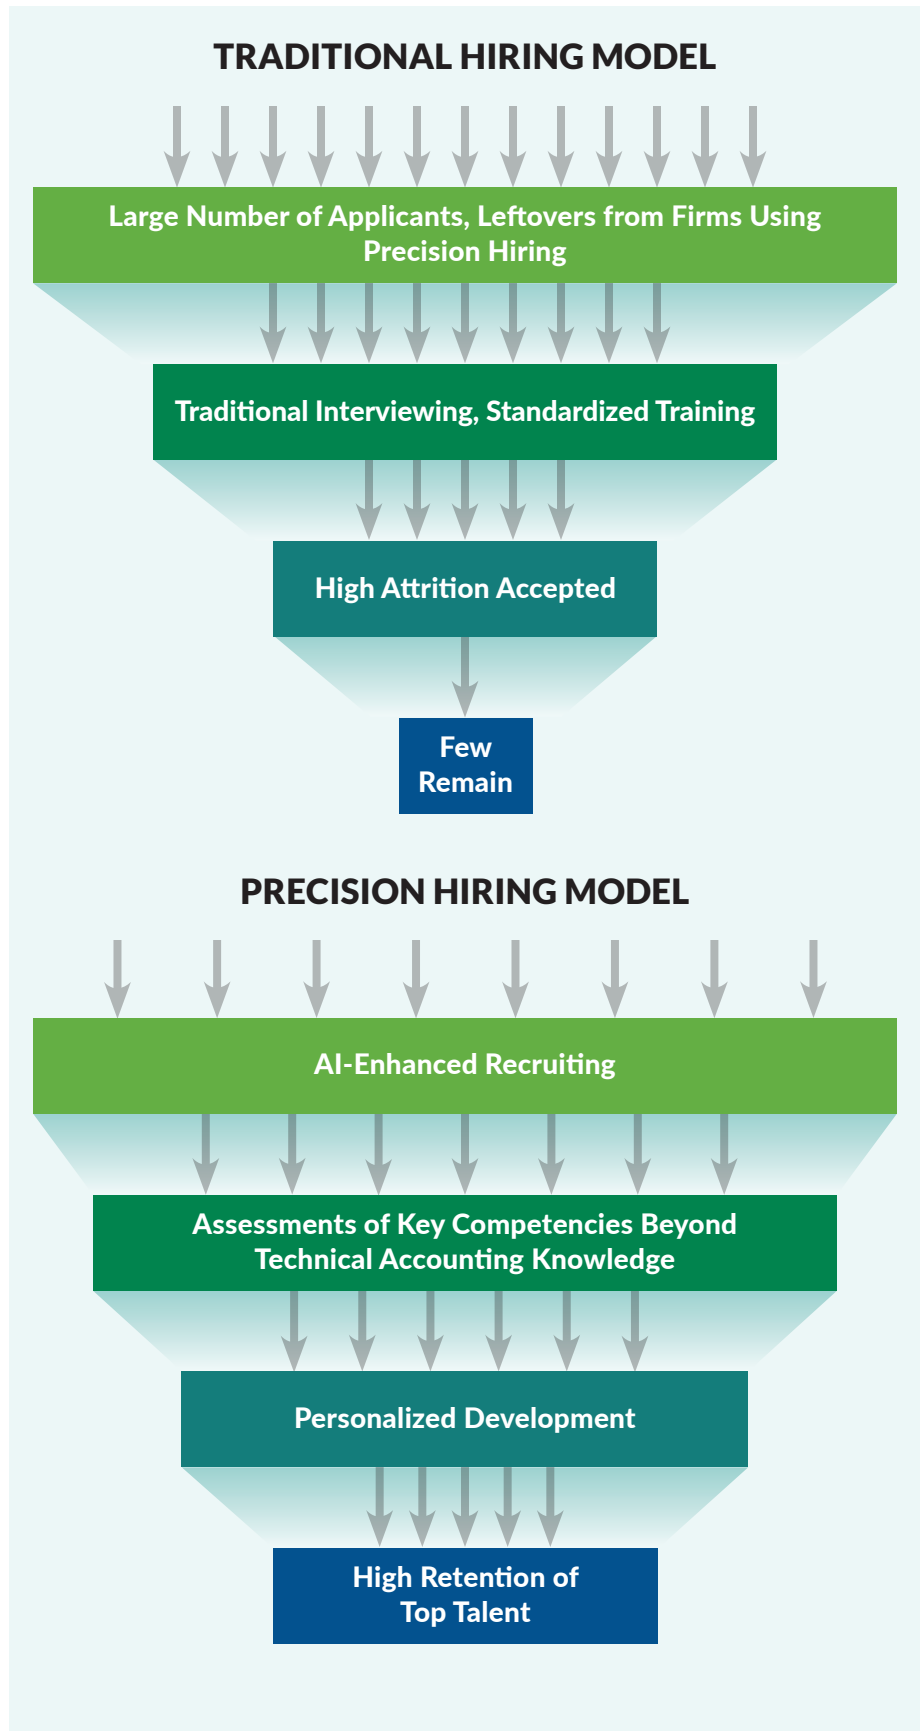 TRADITIONAL HIRING MODEL
Large Number of Applicants, Leftovers from Firms Using
Precision Hiring
Traditional Interviewing, Standardized Training
High Attrition Accepted
Few
Remain
PRECISION HIRING MODEL
AI-Enhanced Recruiting
Assessments of Key Competencies Beyond
Technical Accounting Knowledge
Personalized Development
High Retention of
Top Talent